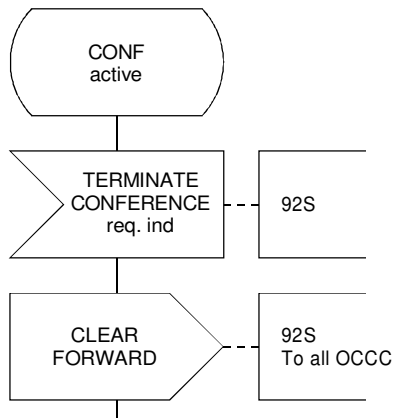 CONF
active
TERMINATE
CONFERENCE
req. ind
92S
CLEAR
FORWARD
92S
To all OCCC